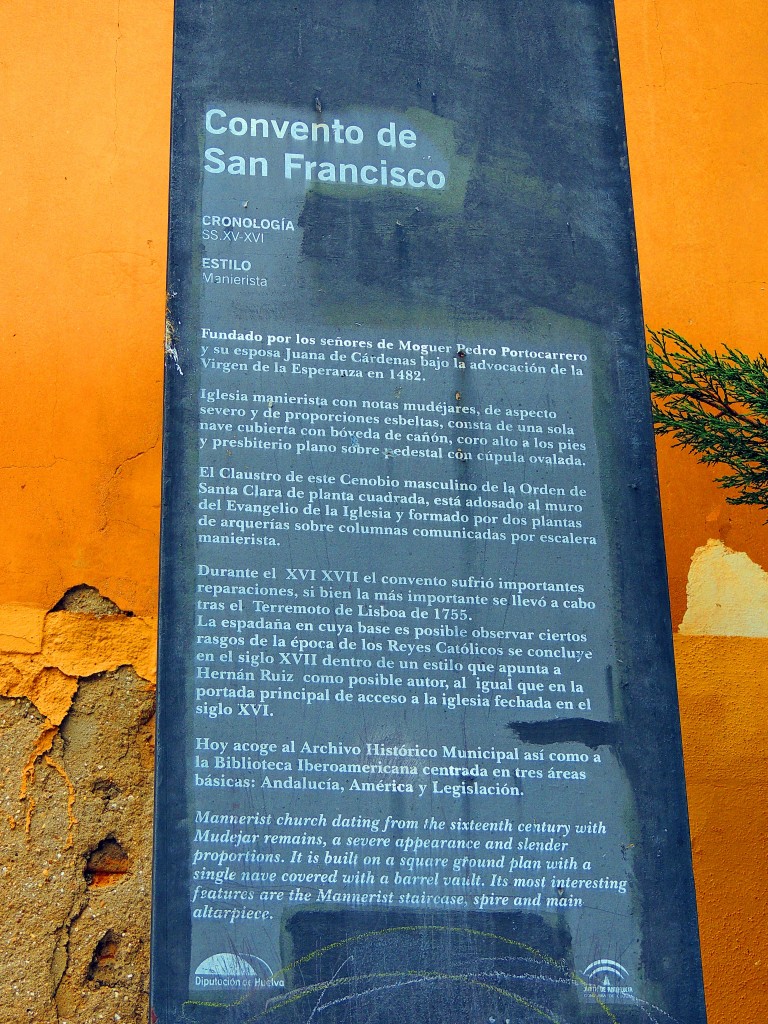 Convento de
San Francisco
CRONOLOGÍA
SS.XV-XVI
ESTILO
Manierista
Fundado por los señores de Moguer Pedro Portocarrero
y su esposa Juana de Cárdenas bajo la advocación de la
Virgen de la Esperanza en 1482.
Iglesia manierista con notas mudéjares, de aspecto
severo y de proporciones esbeltas, consta de una sola
nave cubierta con bóveda de cañón, coro alto a los pies
y presbiterio plano sobre pedestal con cúpula ovalada.
El Claustro de este Cenobio masculino de la Orden de
Santa Clara de planta cuadrada, está adosado al muro
del Evangelio de la Iglesia y formado por dos plantas
de arquerías sobre columnas comunicadas por escalera
manierista.
Durante el XVI XVII el convento sufrió importantes
reparaciones, si bien la más importante se llevó a cabo
tras el Terremoto de Lisboa de 1755.
La espadaña en cuya base es posible observar ciertos
rasgos de la época de los Reyes Católicos se concluye
en el siglo XVII dentro de un estilo que apunta a
Hernán Ruiz como posible autor, al igual que en la
portada principal de acceso a la iglesia fechada en el
siglo XVI.
Hoy acoge al Archivo Histórico Municipal así como a
la Biblioteca Iberoamericana centrada en tres áreas
básicas: Andalucía, América y Legislación.
Mannerist church dating from the sixteenth century with
Mudejar remains, a severe appearance and slender
proportions. It is built on a square ground plan with a
single nave covered with a barrel vault. Its most interesting
features are the Mannerist staircase, spire and main
altarpiece.
Diputación de Huelva